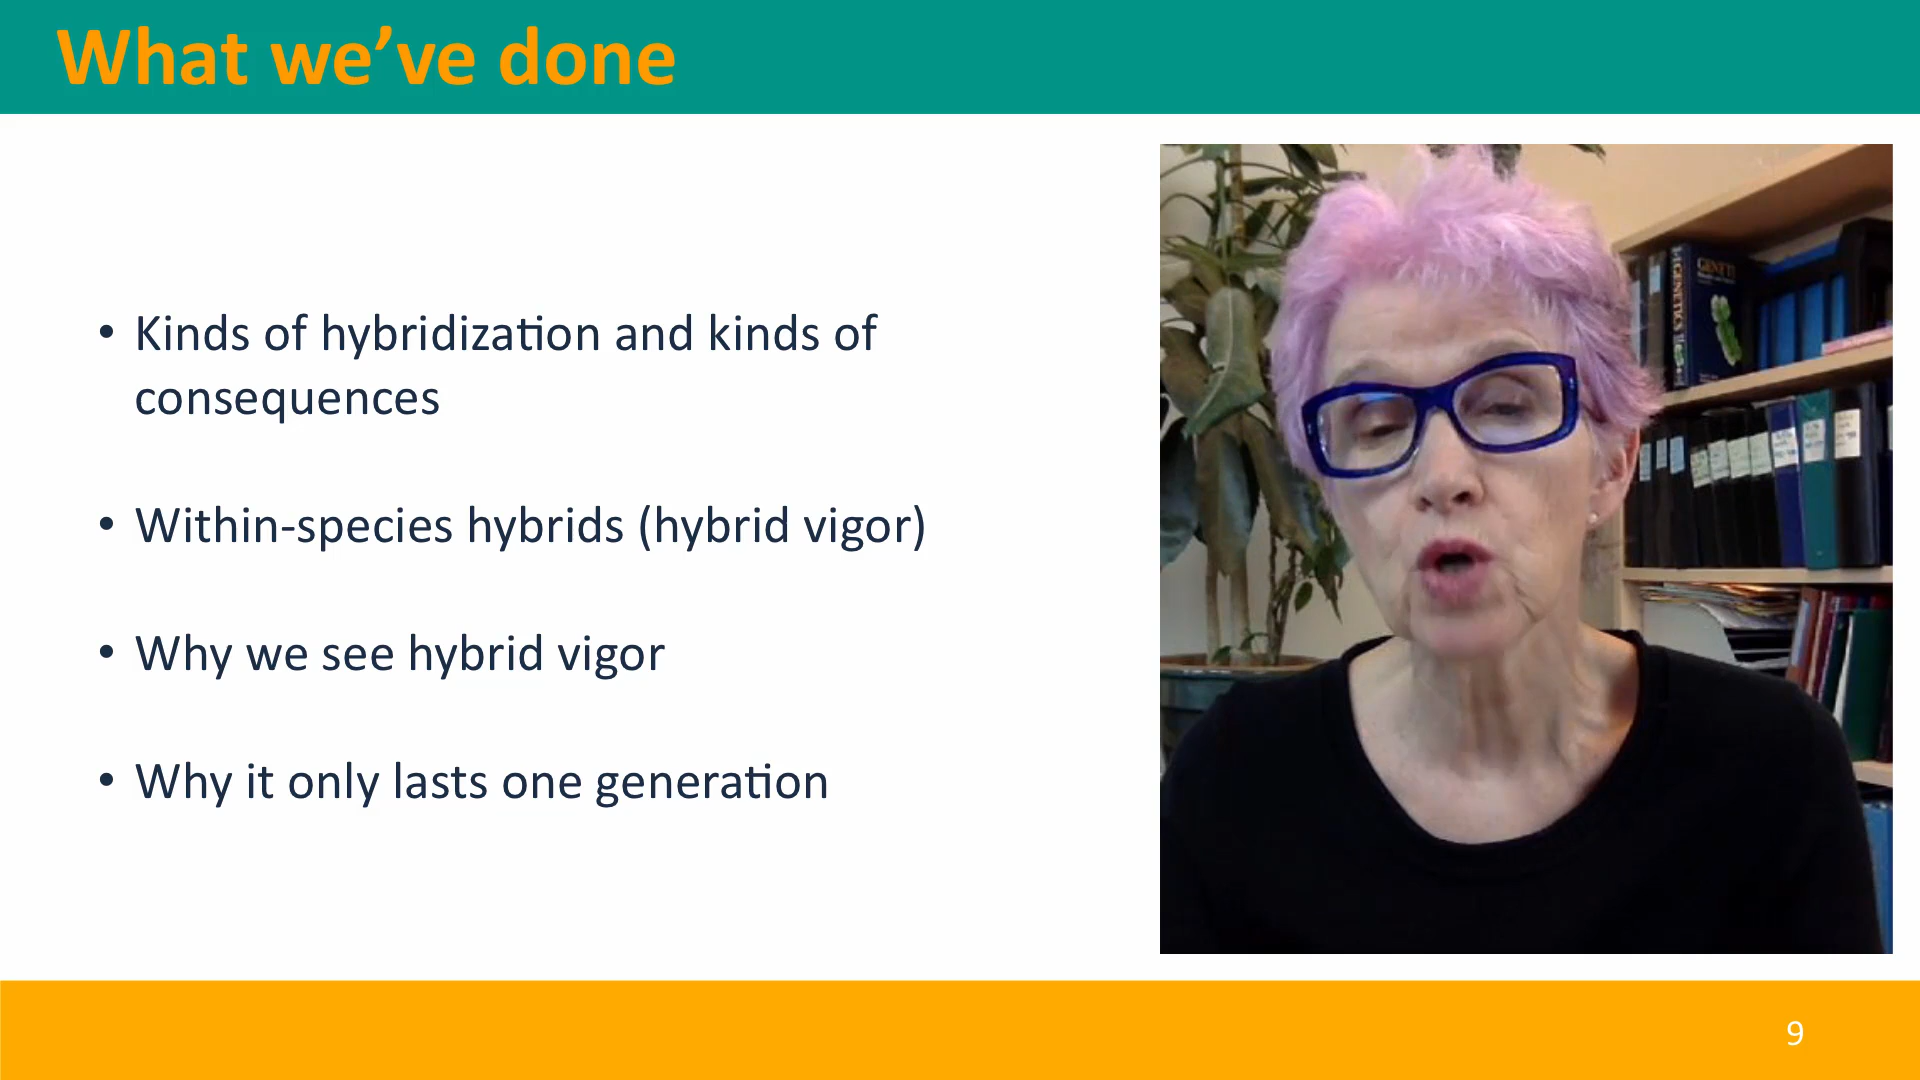 What we’ve done
• Kinds of hybridization and kinds of
consequences
• Within-species hybrids (hybrid vigor)
• Why we see hybrid vigor
• Why it only lasts one generation
GENETICS
9